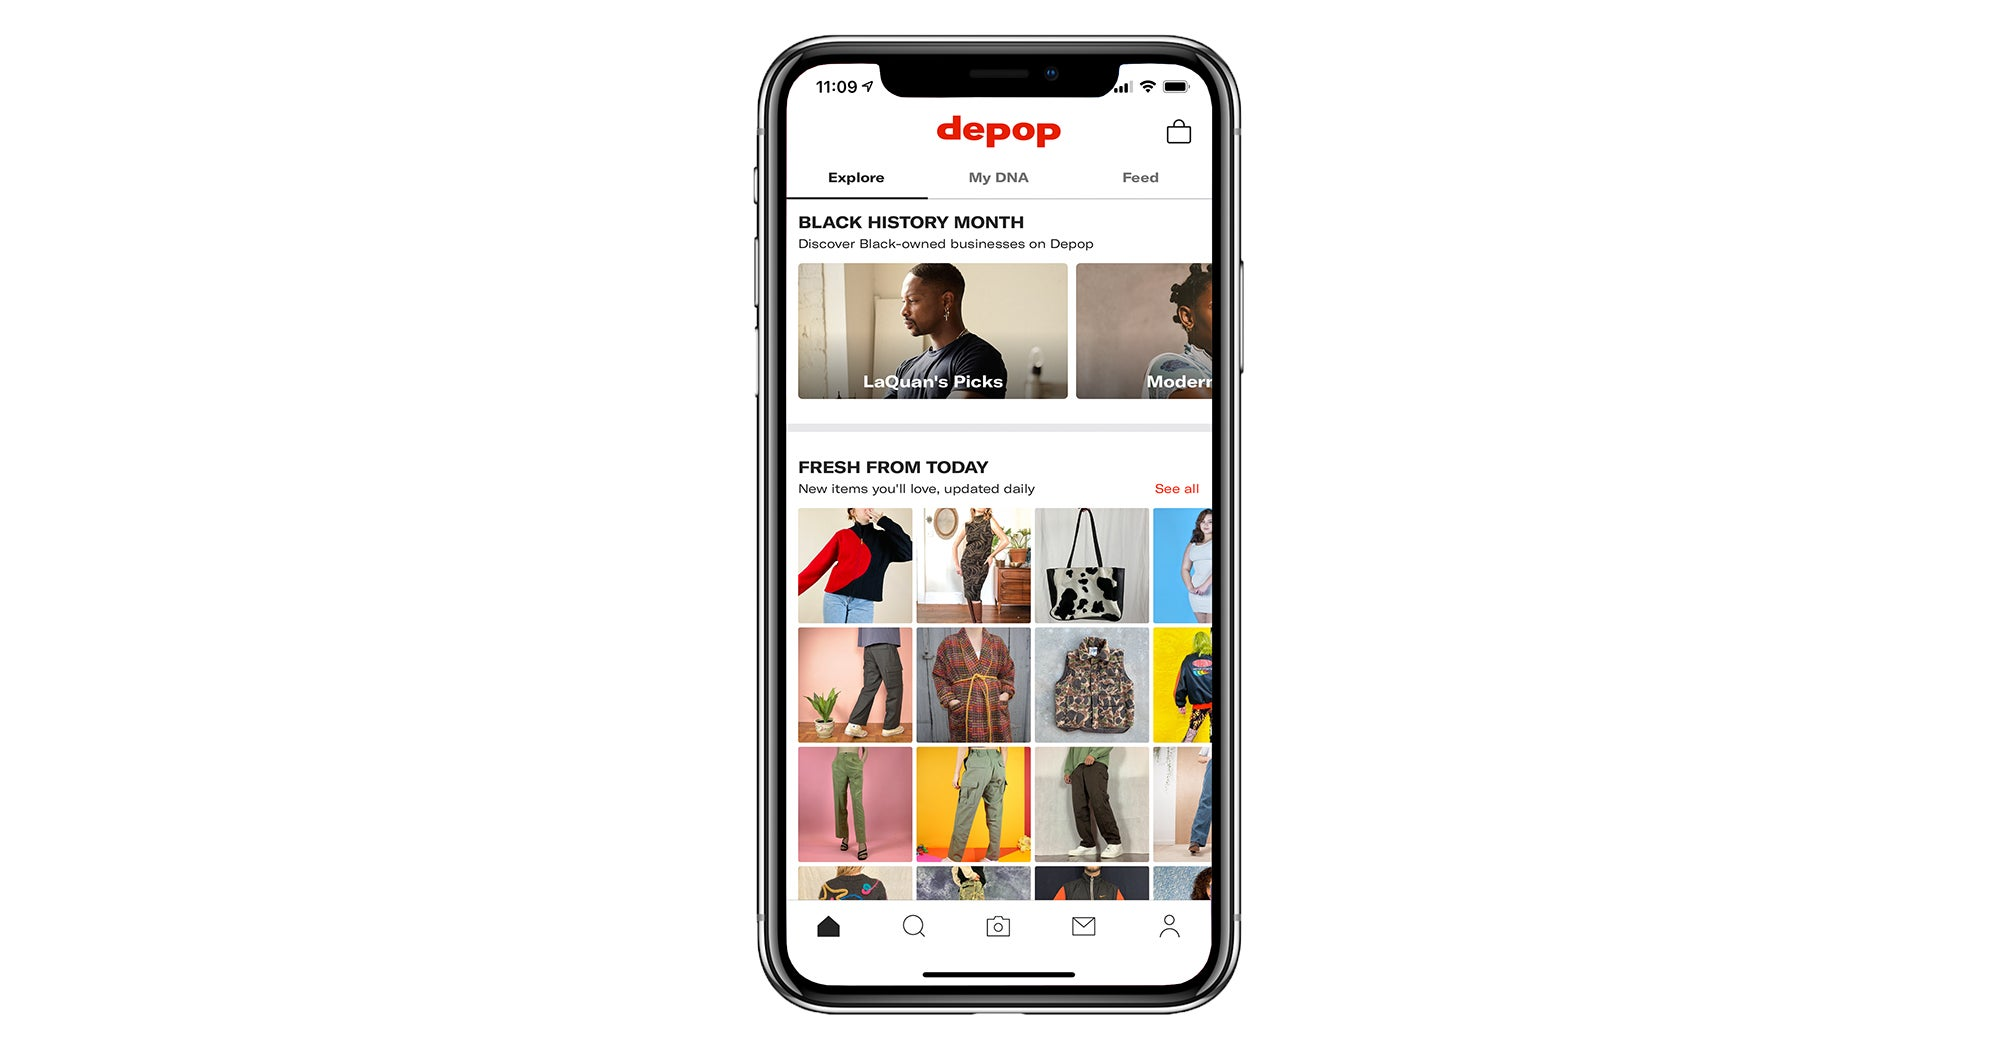 11:09
depop
Explore My DNA Feed
BLACK HISTORY MONTH
Discover Black-owned businesses on Depop
LaQuan's Picks Modern
FRESH FROM TODAY
New items you'll love, updated daily See all